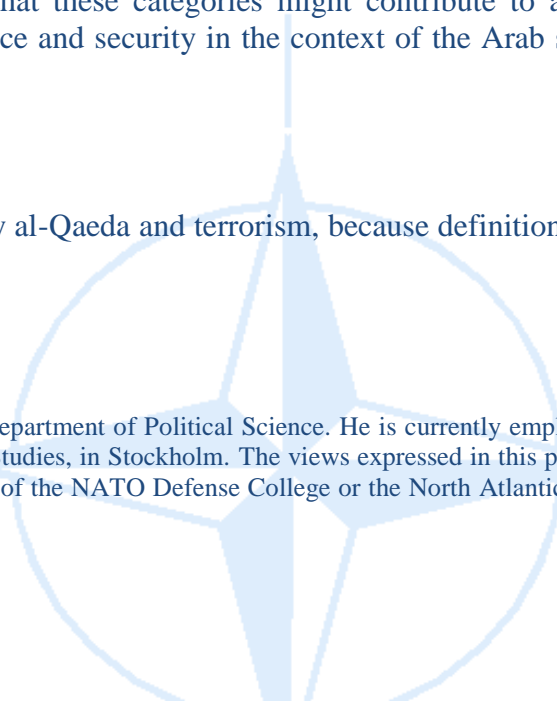 hat these categories might contribute to a
ce and security in the context of the Arab s
y al-Qaeda and terrorism, because definition
epartment of Political Science. He is currently emp
tudies, in Stockholm. The views expressed in this p
of the NATO Defense College or the North Atlantic